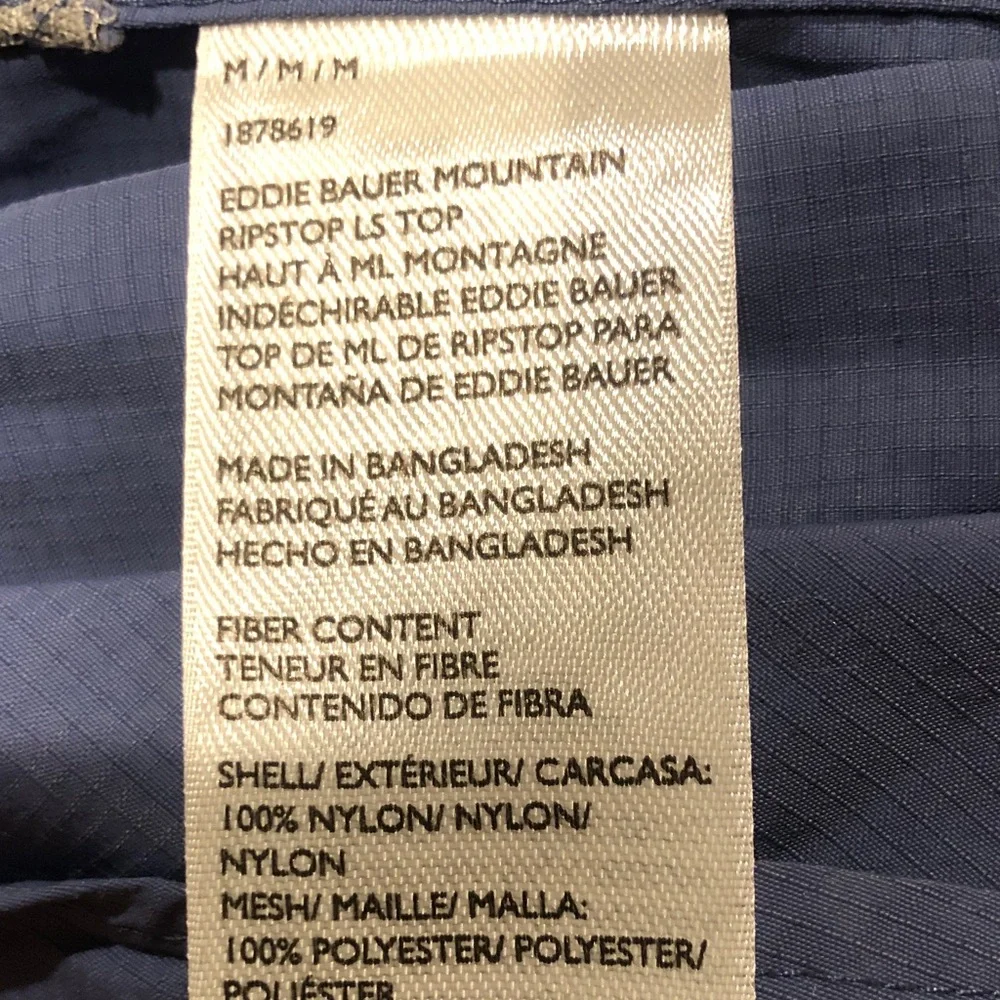 M / M / M
1878619
EDDIE BAUER MOUNTAIN
RIPSTOP LS TOP
HAUT À ML MONTAGNE
INDÉCHIRABLE EDDIE BAUER
TOP DE ML DE RIPSTOP PARA
MONTAÑA DE EDDIE BAUER
MADE IN BANGLADESH
FABRIQUÉ AU BANGLADESH
HECHO EN BANGLADESH
FIBER CONTENT
TENEUR EN FIBRE
CONTENIDO DE FIBRA
SHELL/ EXTÉRIEUR/ CARCASA:
100% NYLON/ NYLON/
NYLON
MESH/ MAILLE/ MALLA:
100% POLYESTER/ POLYESTER/
POLIÉSTER